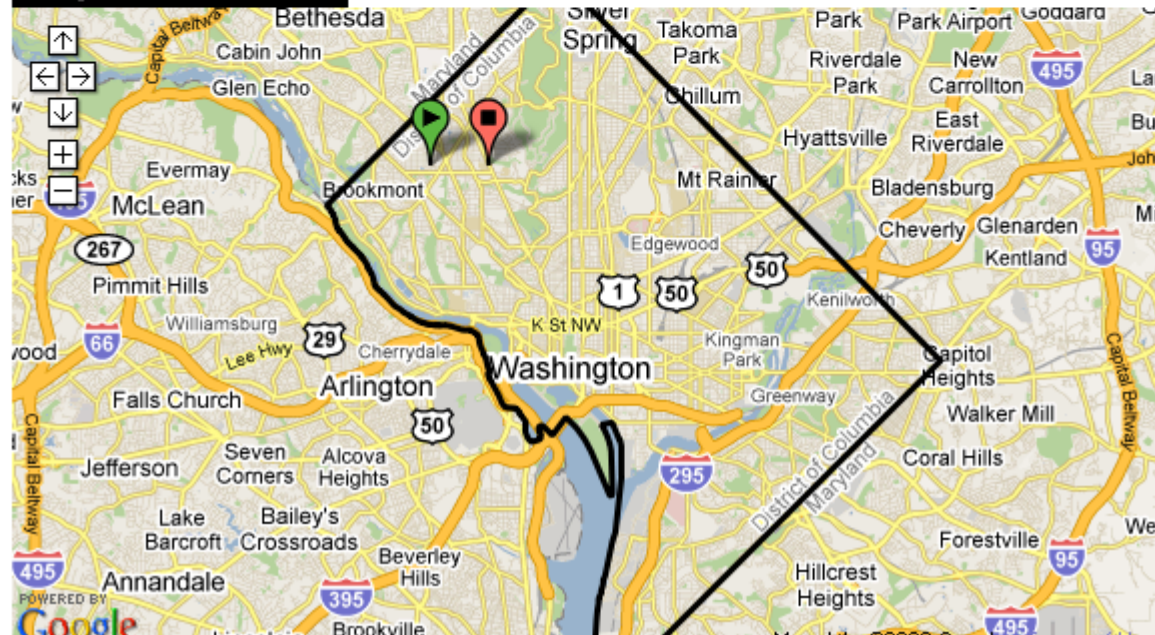 Bethesda
Silver
Spring
Takoma
Park
Park
Park Airport
Goddard
Capital Beltway
Cabin John
Glen Echo
Maryland
District of Columbia
Chillum
Riverdale
Park
New
Carrollton
495
East
Riverdale
Hyattsville
Evermay
Brookmont
Mt Rainier
Bladensburg
McLean
Cheverly
Glenarden
267
Edgewood
50
95
Kentland
Pimmit Hills
1
50
Kenilworth
Williamsburg
29
K St NW
66
Lee Hwy
Cherrydale
Kingman
Park
Capitol
Heights
Capital Beltway
Washington
Arlington
Greenway
Falls Church
50
Walker Mill
Capital Beltway
Seven
Corners
Alcova
Heights
Jefferson
295
District of Columbia
Maryland
Coral Hills
Lake
Barcroft
Bailey's
Crossroads
Forestville
Beverley
Hills
95
495
Annandale
395
Hillcrest
Heights
POWERED BY
Google
Brookville
495